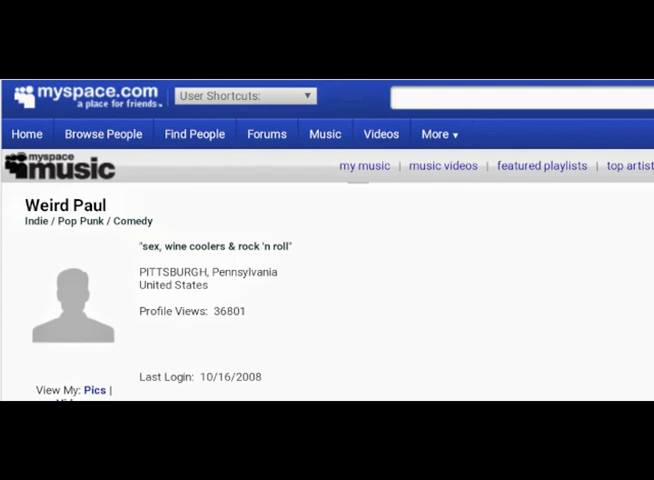 myspace.com
a place for friends
User Shortcuts:
Home Browse People Find People Forums Music Videos More
myspace
music
my music | music videos | featured playlists | top artist
Weird Paul
Indie / Pop Punk / Comedy
"sex, wine coolers & rock 'n roll"
PITTSBURGH, Pennsylvania
United States
Profile Views: 36801
Last Login: 10/16/2008
View My: Pics |